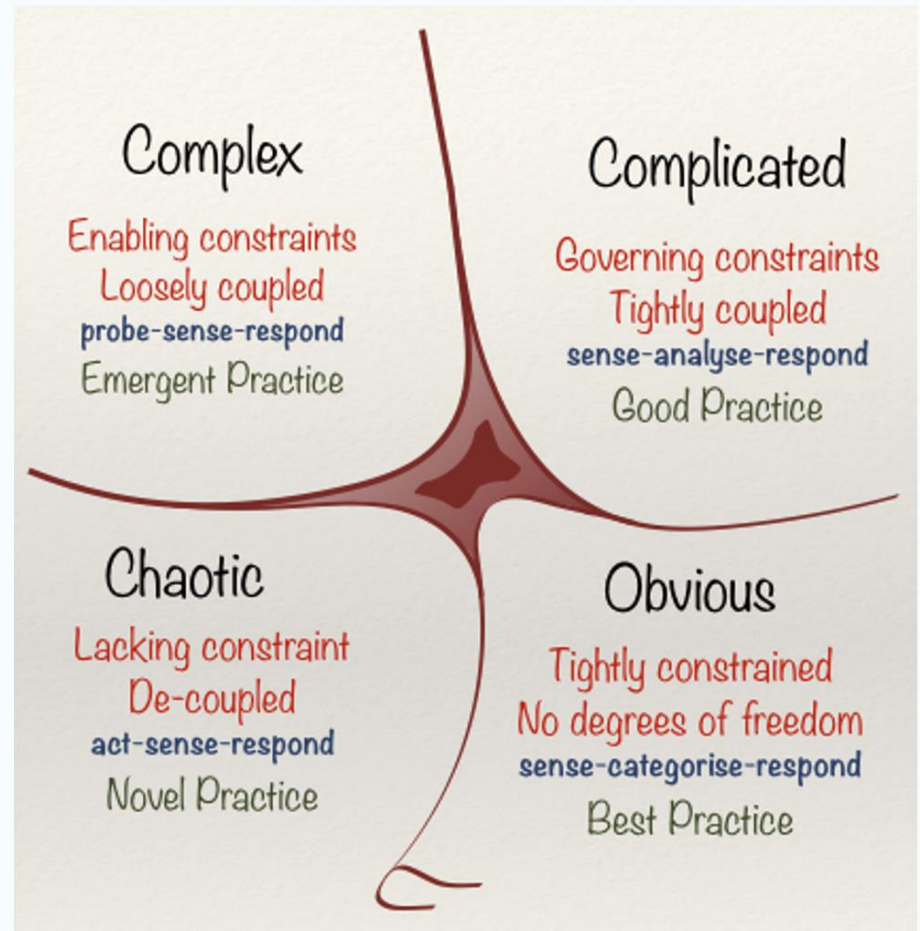 Complex
Enabling constraints
Loosely coupled
probe-sense-respond
Emergent Practice
Complicated
Governing constraints
Tightly coupled
sense-analyse-respond
Good Practice
Chaotic
Lacking constraint
De-coupled
act-sense-respond
Novel Practice
Obvious
Tightly constrained
No degrees of freedom
sense-categorise-respond
Best Practice